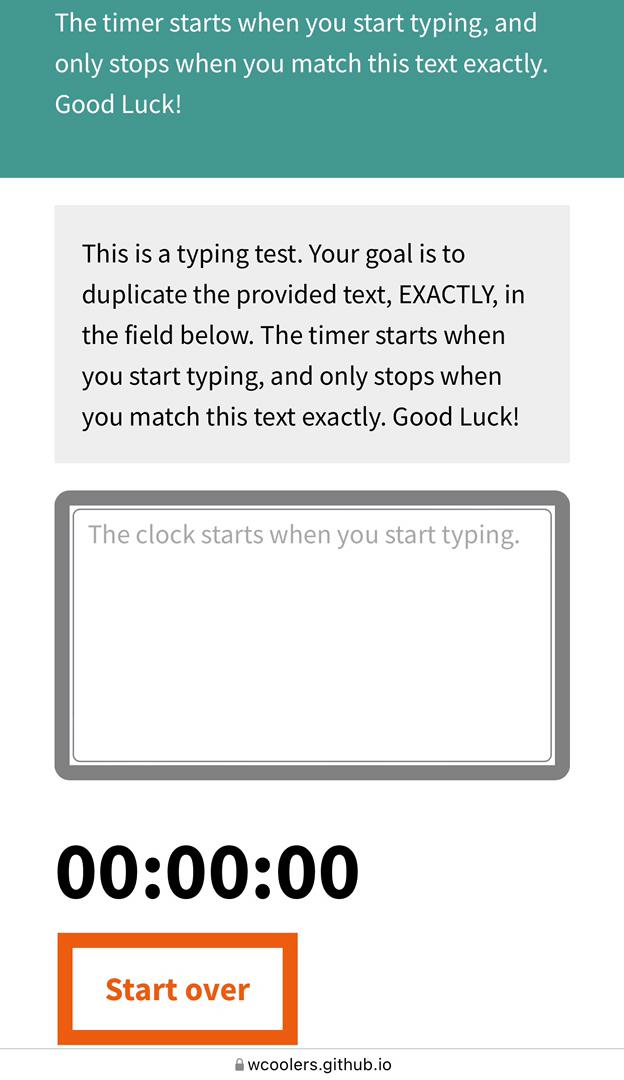 The timer starts when you start typing, and
only stops when you match this text exactly.
Good Luck!
This is a typing test. Your goal is to
duplicate the provided text, EXACTLY, in
the field below. The timer starts when
you start typing, and only stops when
you match this text exactly. Good Luck!
The clock starts when you start typing.
00:00:00
Start over
wcoolers.github.io